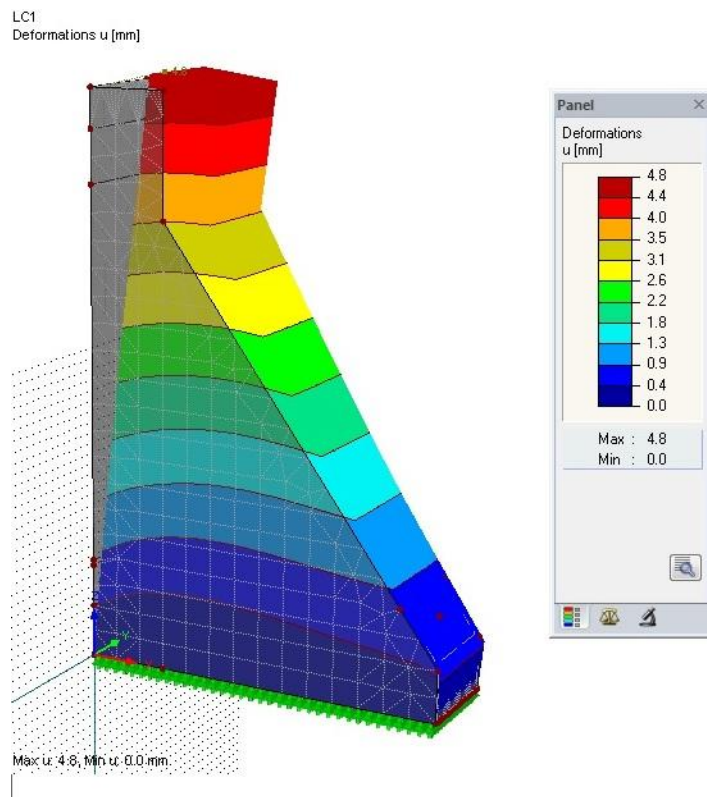 LC1
Deformations u [mm]
4.8
Panel
Deformations
u [mm]
4.8
4.4
4.0
3.5
3.1
2.6
2.2
1.8
1.3
0.9
0.4
0.0
Max : 4.8
Min : 0.0
Y
X
Max u: 4.8, Min u: 0.0 mm